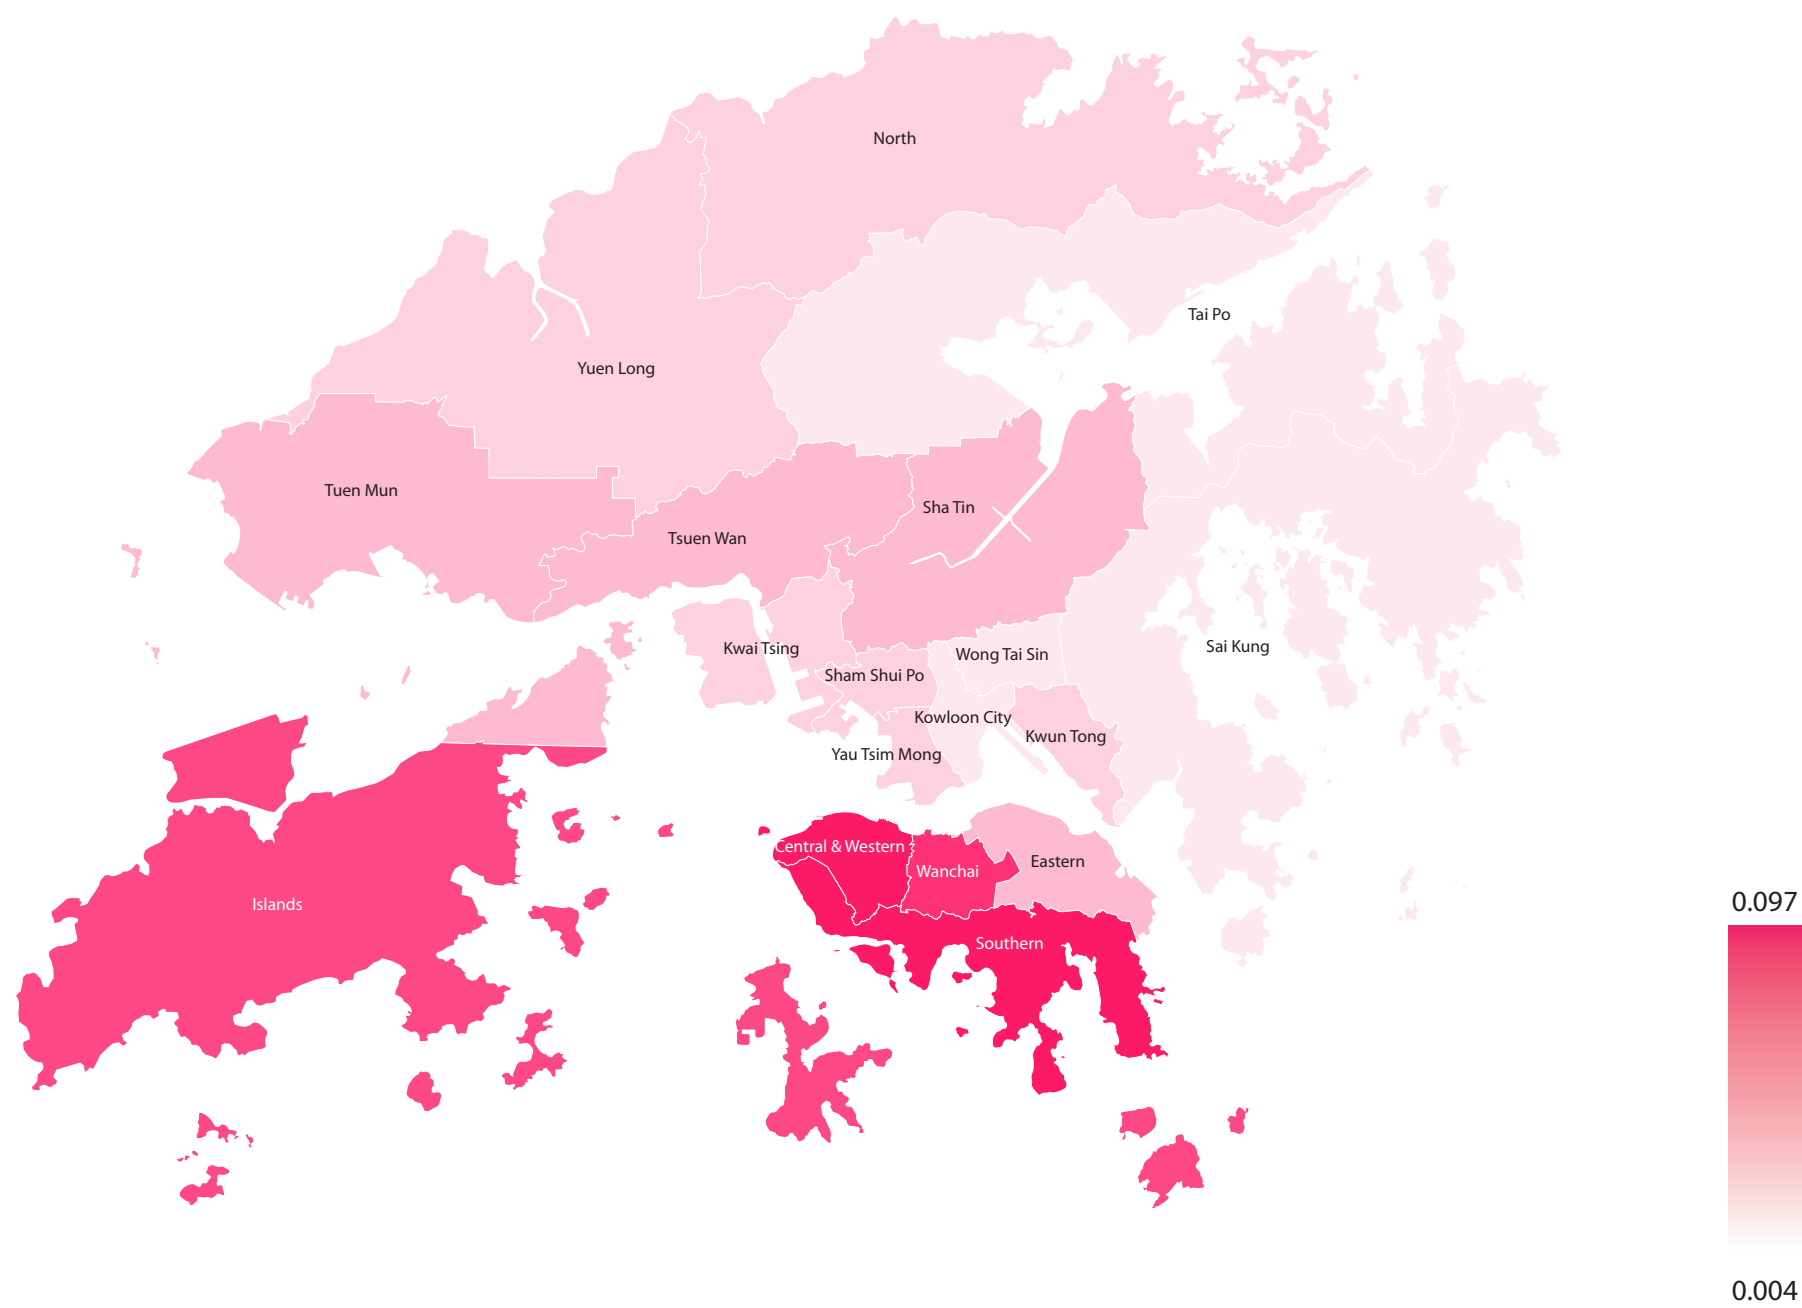 North
Tai Po
Yuen Long
Tuen Mun
Sha Tin
Tsuen Wan
Kwai Tsing
Wong Tai Sin
Sai Kung
Sham Shui Po
Kowloon City
Kwun Tong
Yau Tsim Mong
Central & Western
Eastern
Wanchai
Islands
0.097
Southern
0.004